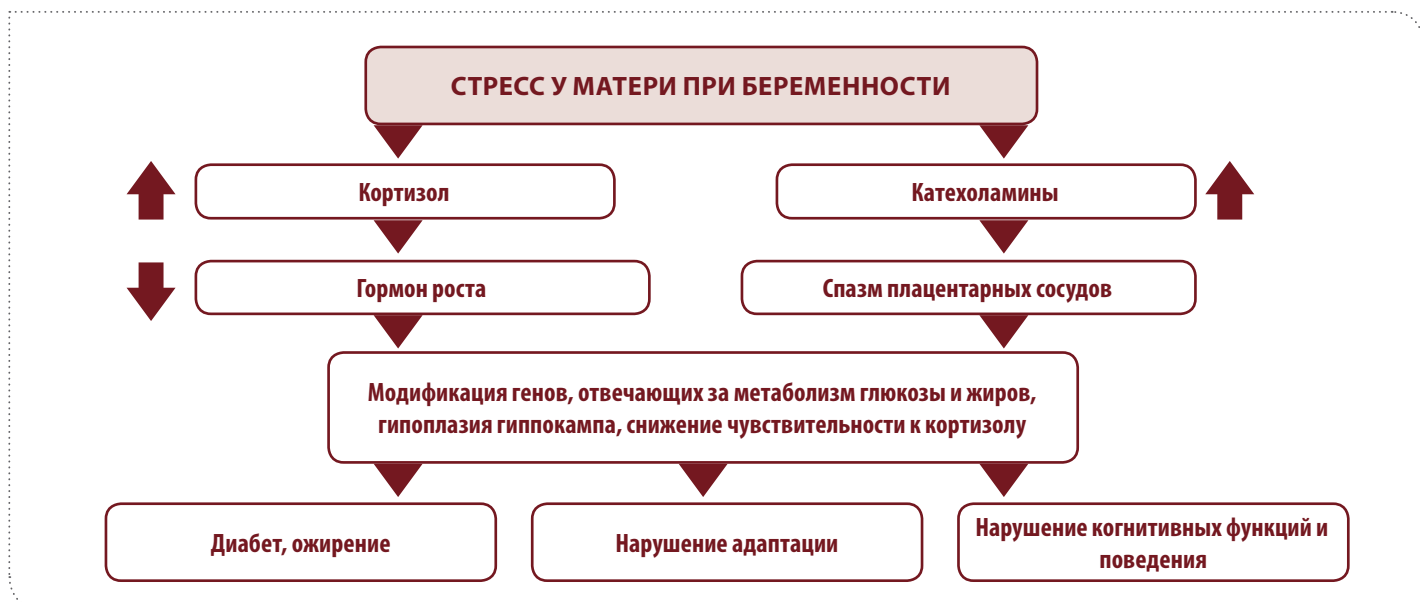 СТРЕСС У МАТЕРИ ПРИ БЕРЕМЕННОСТИ
Кортизол
Катехоламины
Гормон роста
Спазм плацентарных сосудов
Модификация генов, отвечающих за метаболизм глюкозы и жиров,
гипоплазия гиппокампа, снижение чувствительности к кортизолу
Диабет, ожирение
Нарушение адаптации
Нарушение когнитивных функций и
поведения